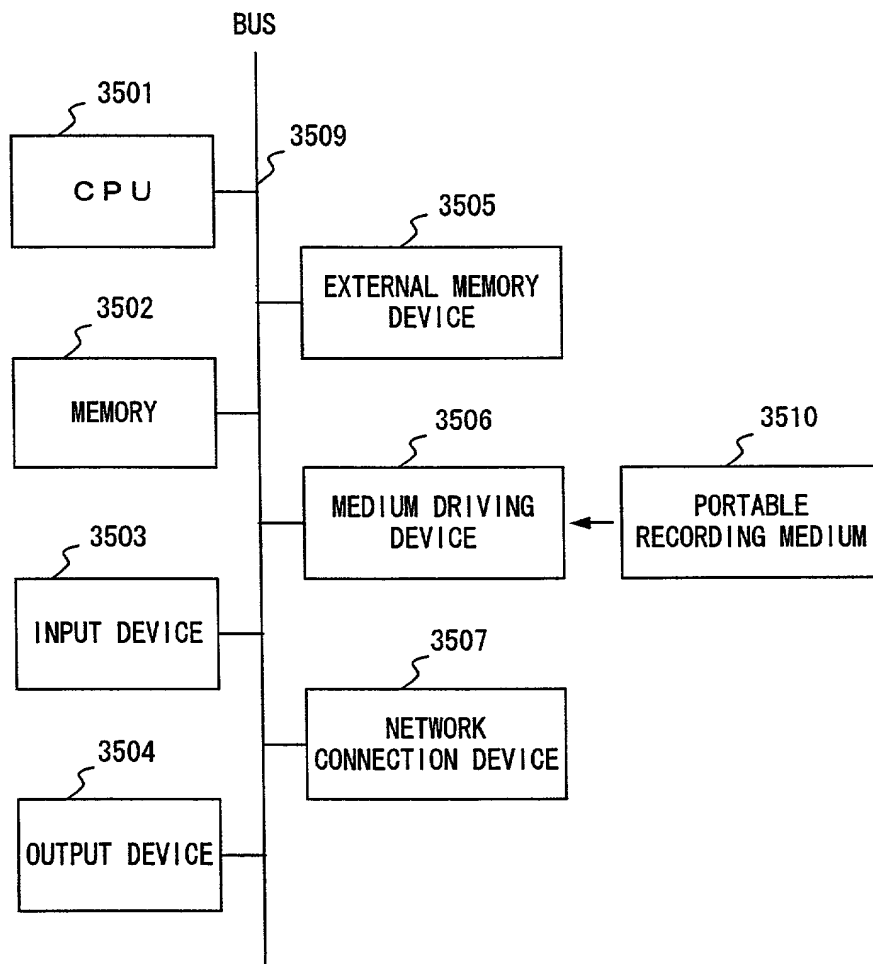 BUS
3501
CPU
3509
3505
EXTERNAL MEMORY
DEVICE
3502
MEMORY
3506
MEDIUM DRIVING
DEVICE
3510
PORTABLE
RECORDING MEDIUM
3503
INPUT DEVICE
3507
NETWORK
CONNECTION DEVICE
3504
OUTPUT DEVICE